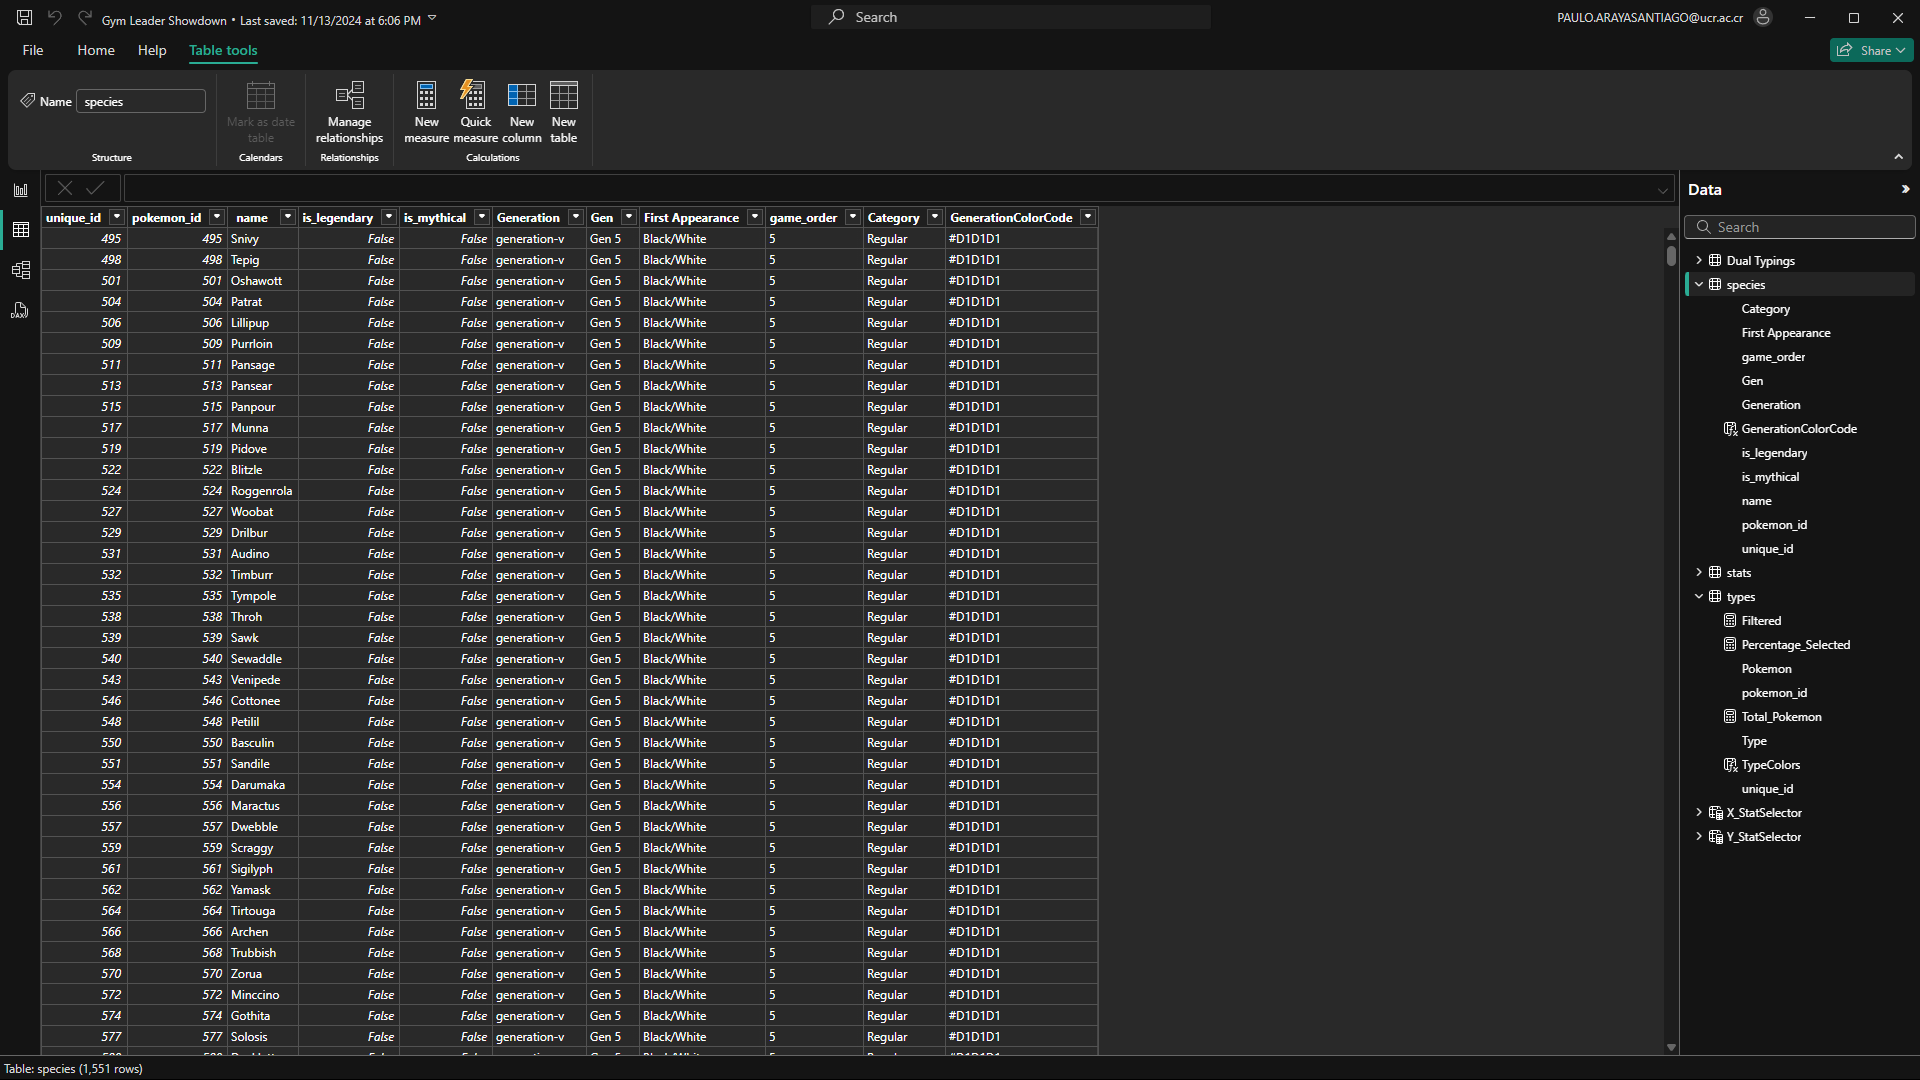 Gym Leader Showdown • Last saved: 11/13/2024 at 6:06 PM
Search
PAULO.ARAYASANTIAGO@ucr.ac.cr
File Home Help Table tools
Share
Name species
Mark as date table
Manage relationships
New measure
Quick measure
New column
New table
Structure Calendars Relationships Calculations
unique_id pokemon_id name is_legendary is_mythical Generation Gen First Appearance game_order Category GenerationColorCode
495 495 Snivy False False generation-v Gen 5 Black/White 5 Regular #D1D1D1
498 498 Tepig False False generation-v Gen 5 Black/White 5 Regular #D1D1D1
501 501 Oshawott False False generation-v Gen 5 Black/White 5 Regular #D1D1D1
504 504 Patrat False False generation-v Gen 5 Black/White 5 Regular #D1D1D1
506 506 Lillipup False False generation-v Gen 5 Black/White 5 Regular #D1D1D1
509 509 Purrloin False False generation-v Gen 5 Black/White 5 Regular #D1D1D1
511 511 Pansage False False generation-v Gen 5 Black/White 5 Regular #D1D1D1
513 513 Pansear False False generation-v Gen 5 Black/White 5 Regular #D1D1D1
515 515 Panpour False False generation-v Gen 5 Black/White 5 Regular #D1D1D1
517 517 Munna False False generation-v Gen 5 Black/White 5 Regular #D1D1D1
519 519 Pidove False False generation-v Gen 5 Black/White 5 Regular #D1D1D1
522 522 Blitzle False False generation-v Gen 5 Black/White 5 Regular #D1D1D1
524 524 Roggenrola False False generation-v Gen 5 Black/White 5 Regular #D1D1D1
527 527 Woobat False False generation-v Gen 5 Black/White 5 Regular #D1D1D1
529 529 Drilbur False False generation-v Gen 5 Black/White 5 Regular #D1D1D1
531 531 Audino False False generation-v Gen 5 Black/White 5 Regular #D1D1D1
532 532 Timburr False False generation-v Gen 5 Black/White 5 Regular #D1D1D1
535 535 Tympole False False generation-v Gen 5 Black/White 5 Regular #D1D1D1
538 538 Throh False False generation-v Gen 5 Black/White 5 Regular #D1D1D1
539 539 Sawk False False generation-v Gen 5 Black/White 5 Regular #D1D1D1
540 540 Sewaddle False False generation-v Gen 5 Black/White 5 Regular #D1D1D1
543 543 Venipede False False generation-v Gen 5 Black/White 5 Regular #D1D1D1
546 546 Cottonee False False generation-v Gen 5 Black/White 5 Regular #D1D1D1
548 548 Petilil False False generation-v Gen 5 Black/White 5 Regular #D1D1D1
550 550 Basculin False False generation-v Gen 5 Black/White 5 Regular #D1D1D1
551 551 Sandile False False generation-v Gen 5 Black/White 5 Regular #D1D1D1
554 554 Darumaka False False generation-v Gen 5 Black/White 5 Regular #D1D1D1
556 556 Maractus False False generation-v Gen 5 Black/White 5 Regular #D1D1D1
557 557 Dwebble False False generation-v Gen 5 Black/White 5 Regular #D1D1D1
559 559 Scraggy False False generation-v Gen 5 Black/White 5 Regular #D1D1D1
561 561 Sigilyph False False generation-v Gen 5 Black/White 5 Regular #D1D1D1
562 562 Yamask False False generation-v Gen 5 Black/White 5 Regular #D1D1D1
564 564 Tirtouga False False generation-v Gen 5 Black/White 5 Regular #D1D1D1
566 566 Archen False False generation-v Gen 5 Black/White 5 Regular #D1D1D1
568 568 Trubbish False False generation-v Gen 5 Black/White 5 Regular #D1D1D1
570 570 Zorua False False generation-v Gen 5 Black/White 5 Regular #D1D1D1
572 572 Minccino False False generation-v Gen 5 Black/White 5 Regular #D1D1D1
574 574 Gothita False False generation-v Gen 5 Black/White 5 Regular #D1D1D1
577 577 Solosis False False generation-v Gen 5 Black/White 5 Regular #D1D1D1
Data
Search
Dual Typings
species
Category
First Appearance
game_order
Gen
Generation
GenerationColorCode
is_legendary
is_mythical
name
pokemon_id
unique_id
stats
types
Filtered
Percentage_Selected
Pokemon
pokemon_id
Total_Pokemon
Type
TypeColors
unique_id
X_StatSelector
Y_StatSelector
Table: species (1,551 rows)